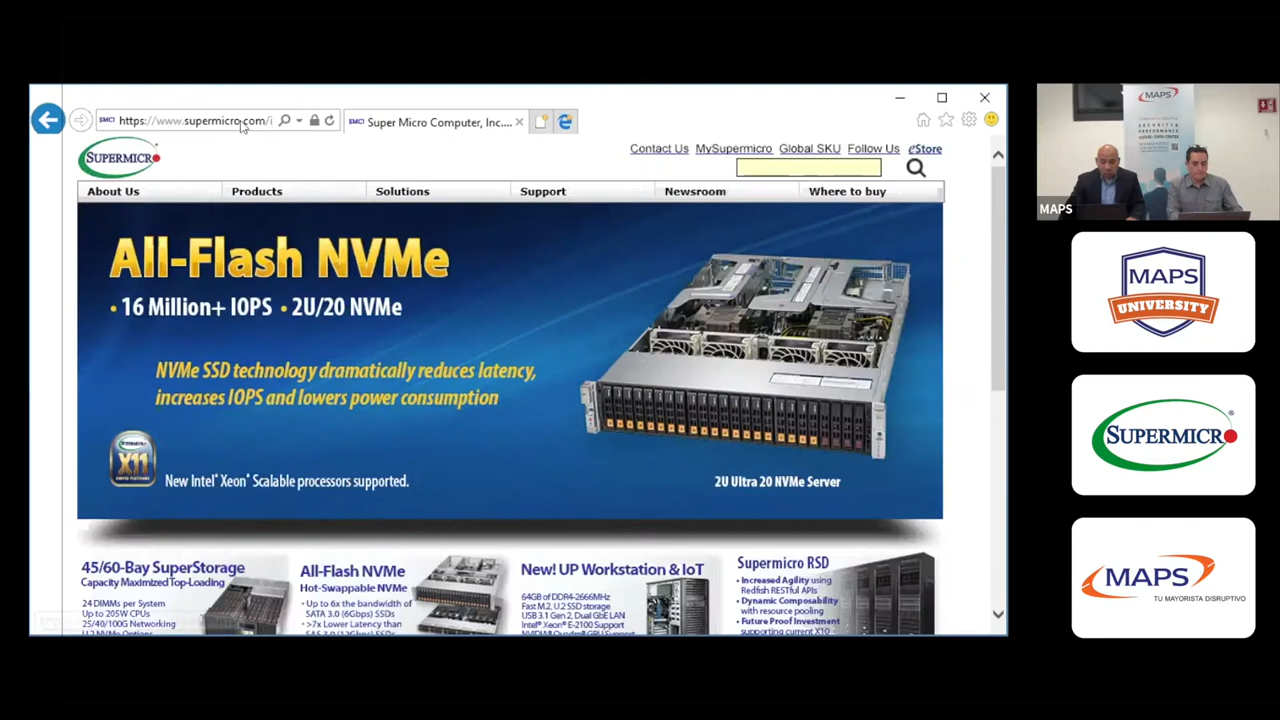 https://www.supermicro.com/i
SMCI Super Micro Computer, Inc....
SUPERMICRO
Contact Us MySupermicro Global SKU Follow Us eStore
About Us Products Solutions Support Newsroom Where to buy
All-Flash NVMe
• 16 Million+ IOPS • 2U/20 NVMe
NVMe SSD technology dramatically reduces latency,
increases IOPS and lowers power consumption
X11
New Intel® Xeon® Scalable processors supported.
2U Ultra 20 NVMe Server
45/60-Bay SuperStorage
Capacity Maximized Top-Loading
24 DIMMs per System
Up to 205W CPUs
25/40/100G Networking
All-Flash NVMe
Hot-Swappable NVMe
• Up to 6x the bandwidth of
SATA 3.0 (6Gbps) SSDs
• >7x Lower Latency than
New! UP Workstation & IoT
64GB of DDR4-2666MHz
Fast M.2, U.2 SSD storage
USB 3.1 Gen 2, Dual GbE LAN
Intel® Xeon® E-2100 Support
Supermicro RSD
• Increased Agility using
Redfish RESTful APIs
• Dynamic Composability
with resource pooling
• Future Proof Investment
supporting current X10
MAPS
SECURITY &
PERFORMANCE
MAPS
MAPS
UNIVERSITY
SUPERMICRO®
MAPS
TU MAYORISTA DISRUPTIVO